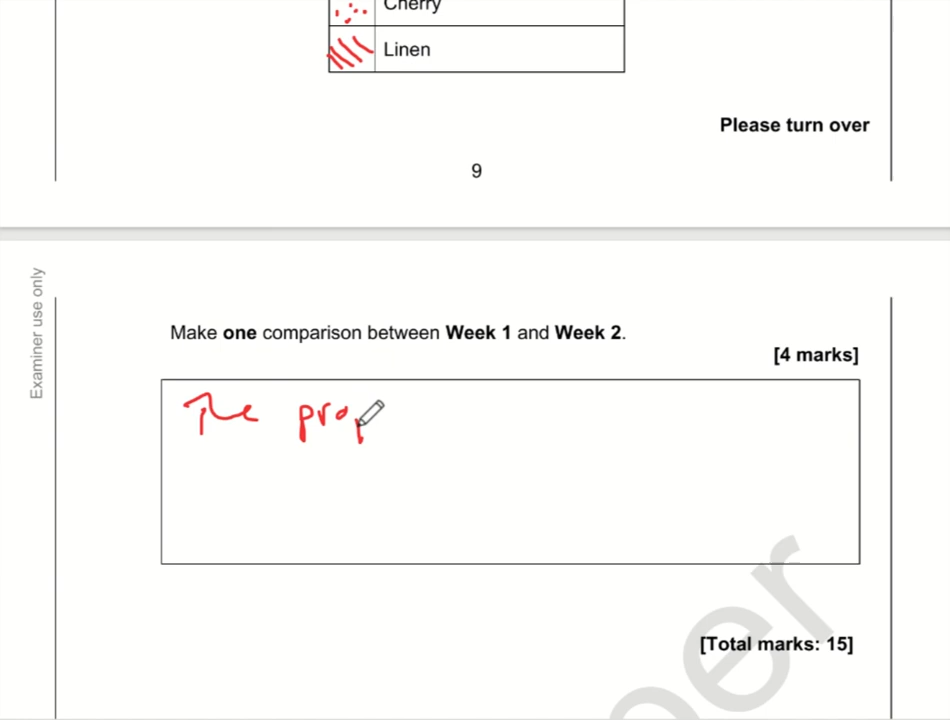 Cherry
Linen
Please turn over
9
Examiner use only
Make one comparison between Week 1 and Week 2.
[4 marks]
The prop
[Total marks: 15]